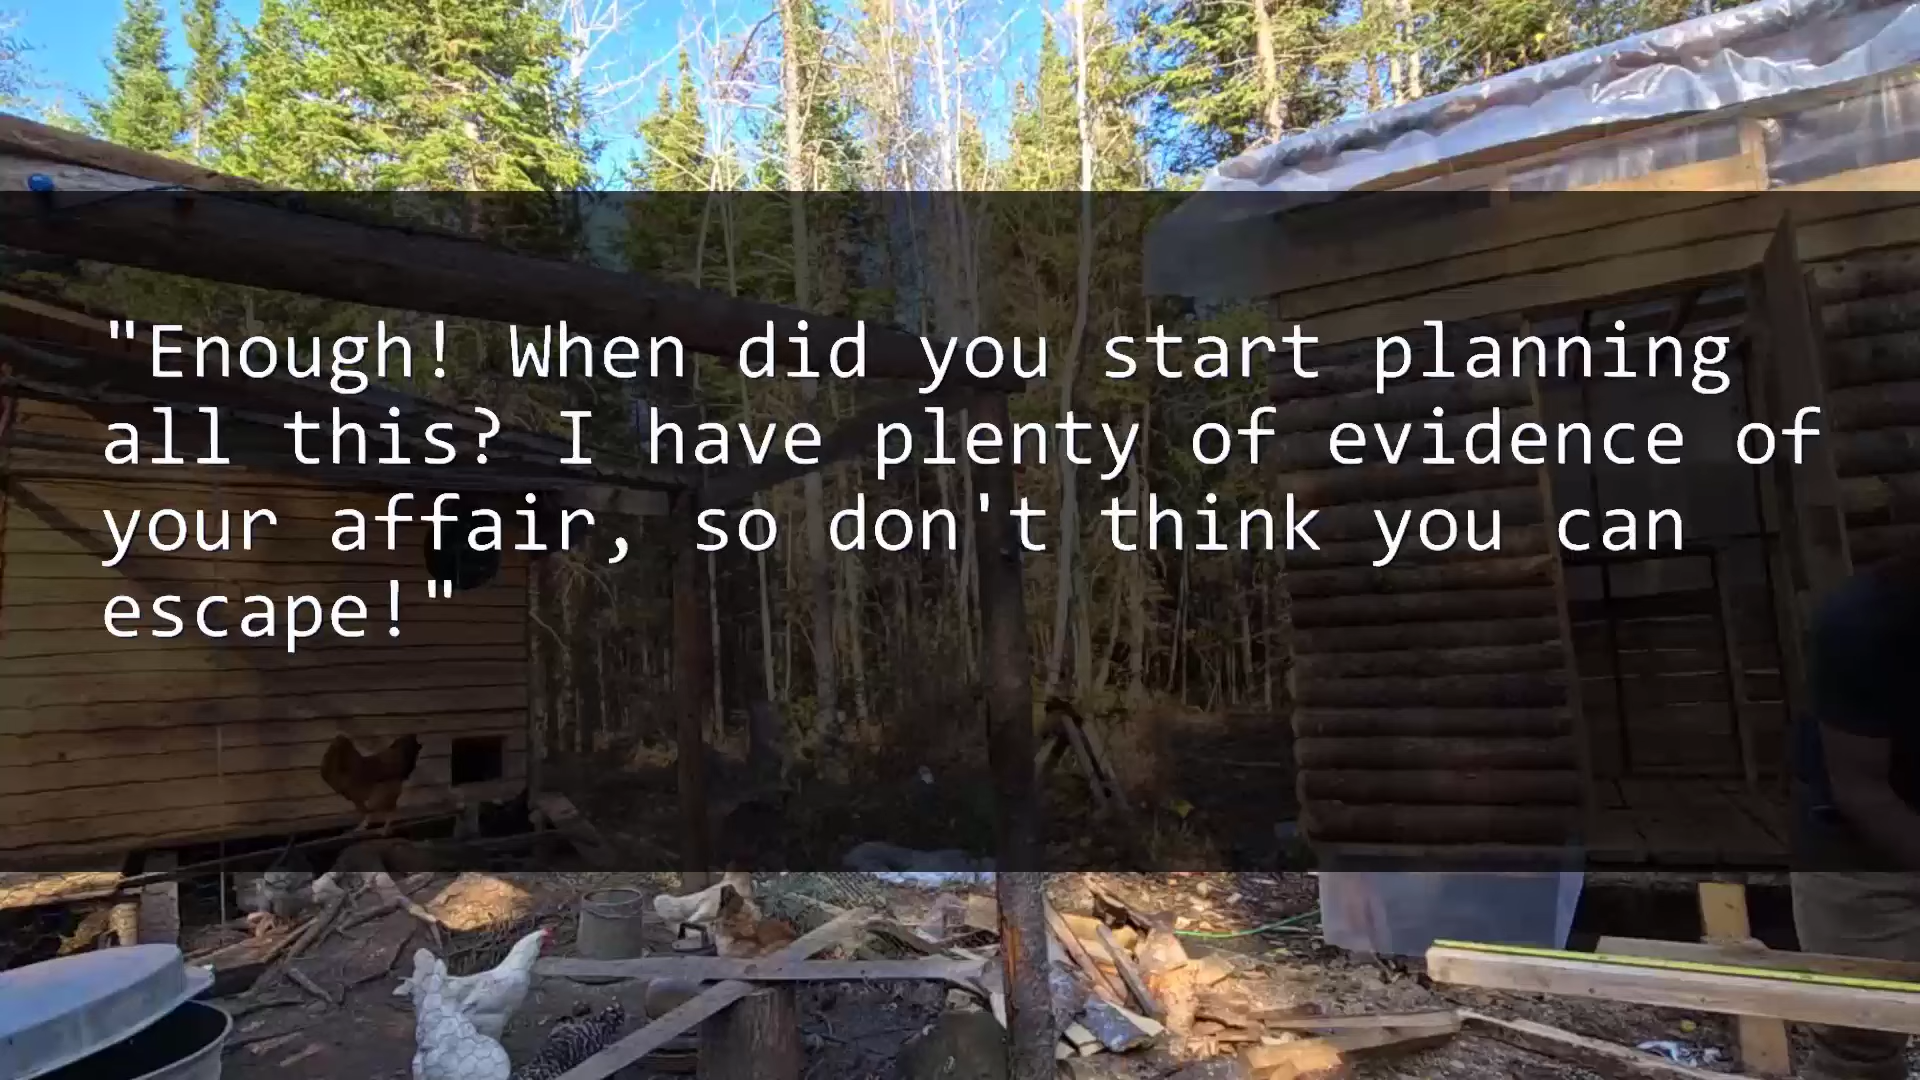 "Enough! When did you start planning
all this? I have plenty of evidence of
your affair, so don't think you can
escape!"